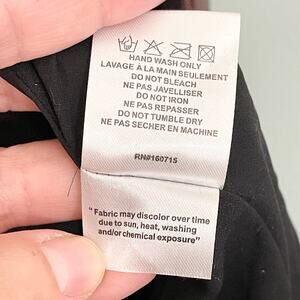 HAND WASH ONLY
LAVAGE À LA MAIN SEULEMENT
DO NOT BLEACH
NE PAS JAVELLISER
DO NOT IRON
NE PAS REPASSER
DO NOT TUMBLE DRY
NE PAS SECHER EN MACHINE
RN#160715
"Fabric may discolor over time
due to sun, heat, washing
and/or chemical exposure"